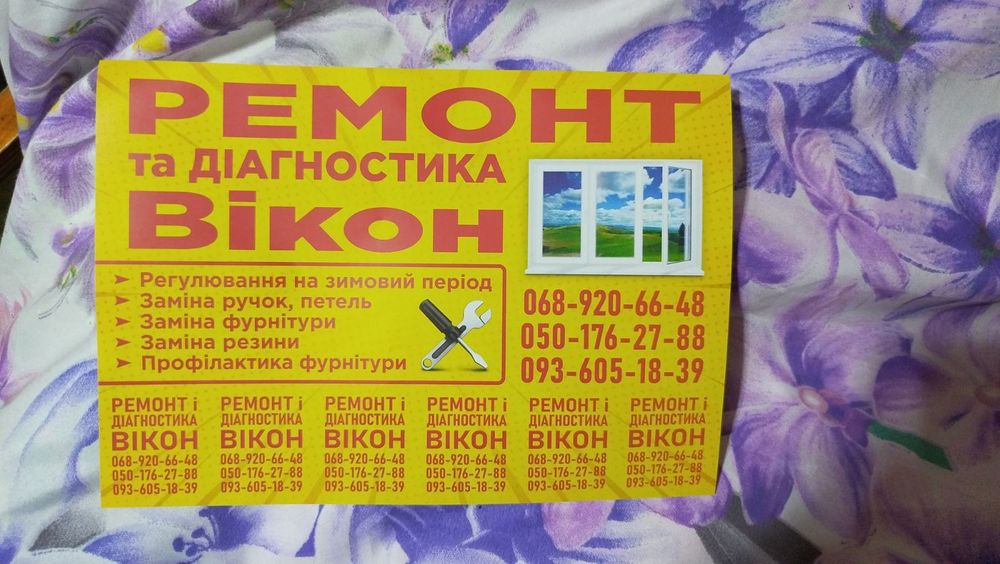 РЕМОНТ
та ДІАГНОСТИКА
Вікон
➤ Регулювання на зимовий період
➤ Заміна ручок, петель
➤ Заміна фурнітури
➤ Заміна резини
➤ Профілактика фурнітури
068-920-66-48
050-176-27-88
093-605-18-39
РЕМОНТ і
ДІАГНОСТИКА
ВІКОН
068-920-66-48
050-176-27-88
093-605-18-39
РЕМОНТ і
ДІАГНОСТИКА
ВІКОН
068-920-66-48
050-176-27-88
093-605-18-39
РЕМОНТ і
ДІАГНОСТИКА
ВІКОН
068-920-66-48
050-176-27-88
093-605-18-39
РЕМОНТ і
ДІАГНОСТИКА
ВІКОН
068-920-66-48
050-176-27-88
093-605-18-39
РЕМОНТ і
ДІАГНОСТИКА
ВІКОН
068-920-66-48
050-176-27-88
093-605-18-39
РЕМОНТ і
ДІАГНОСТИКА
ВІКОН
068-920-66-48
050-176-27-88
093-605-18-39